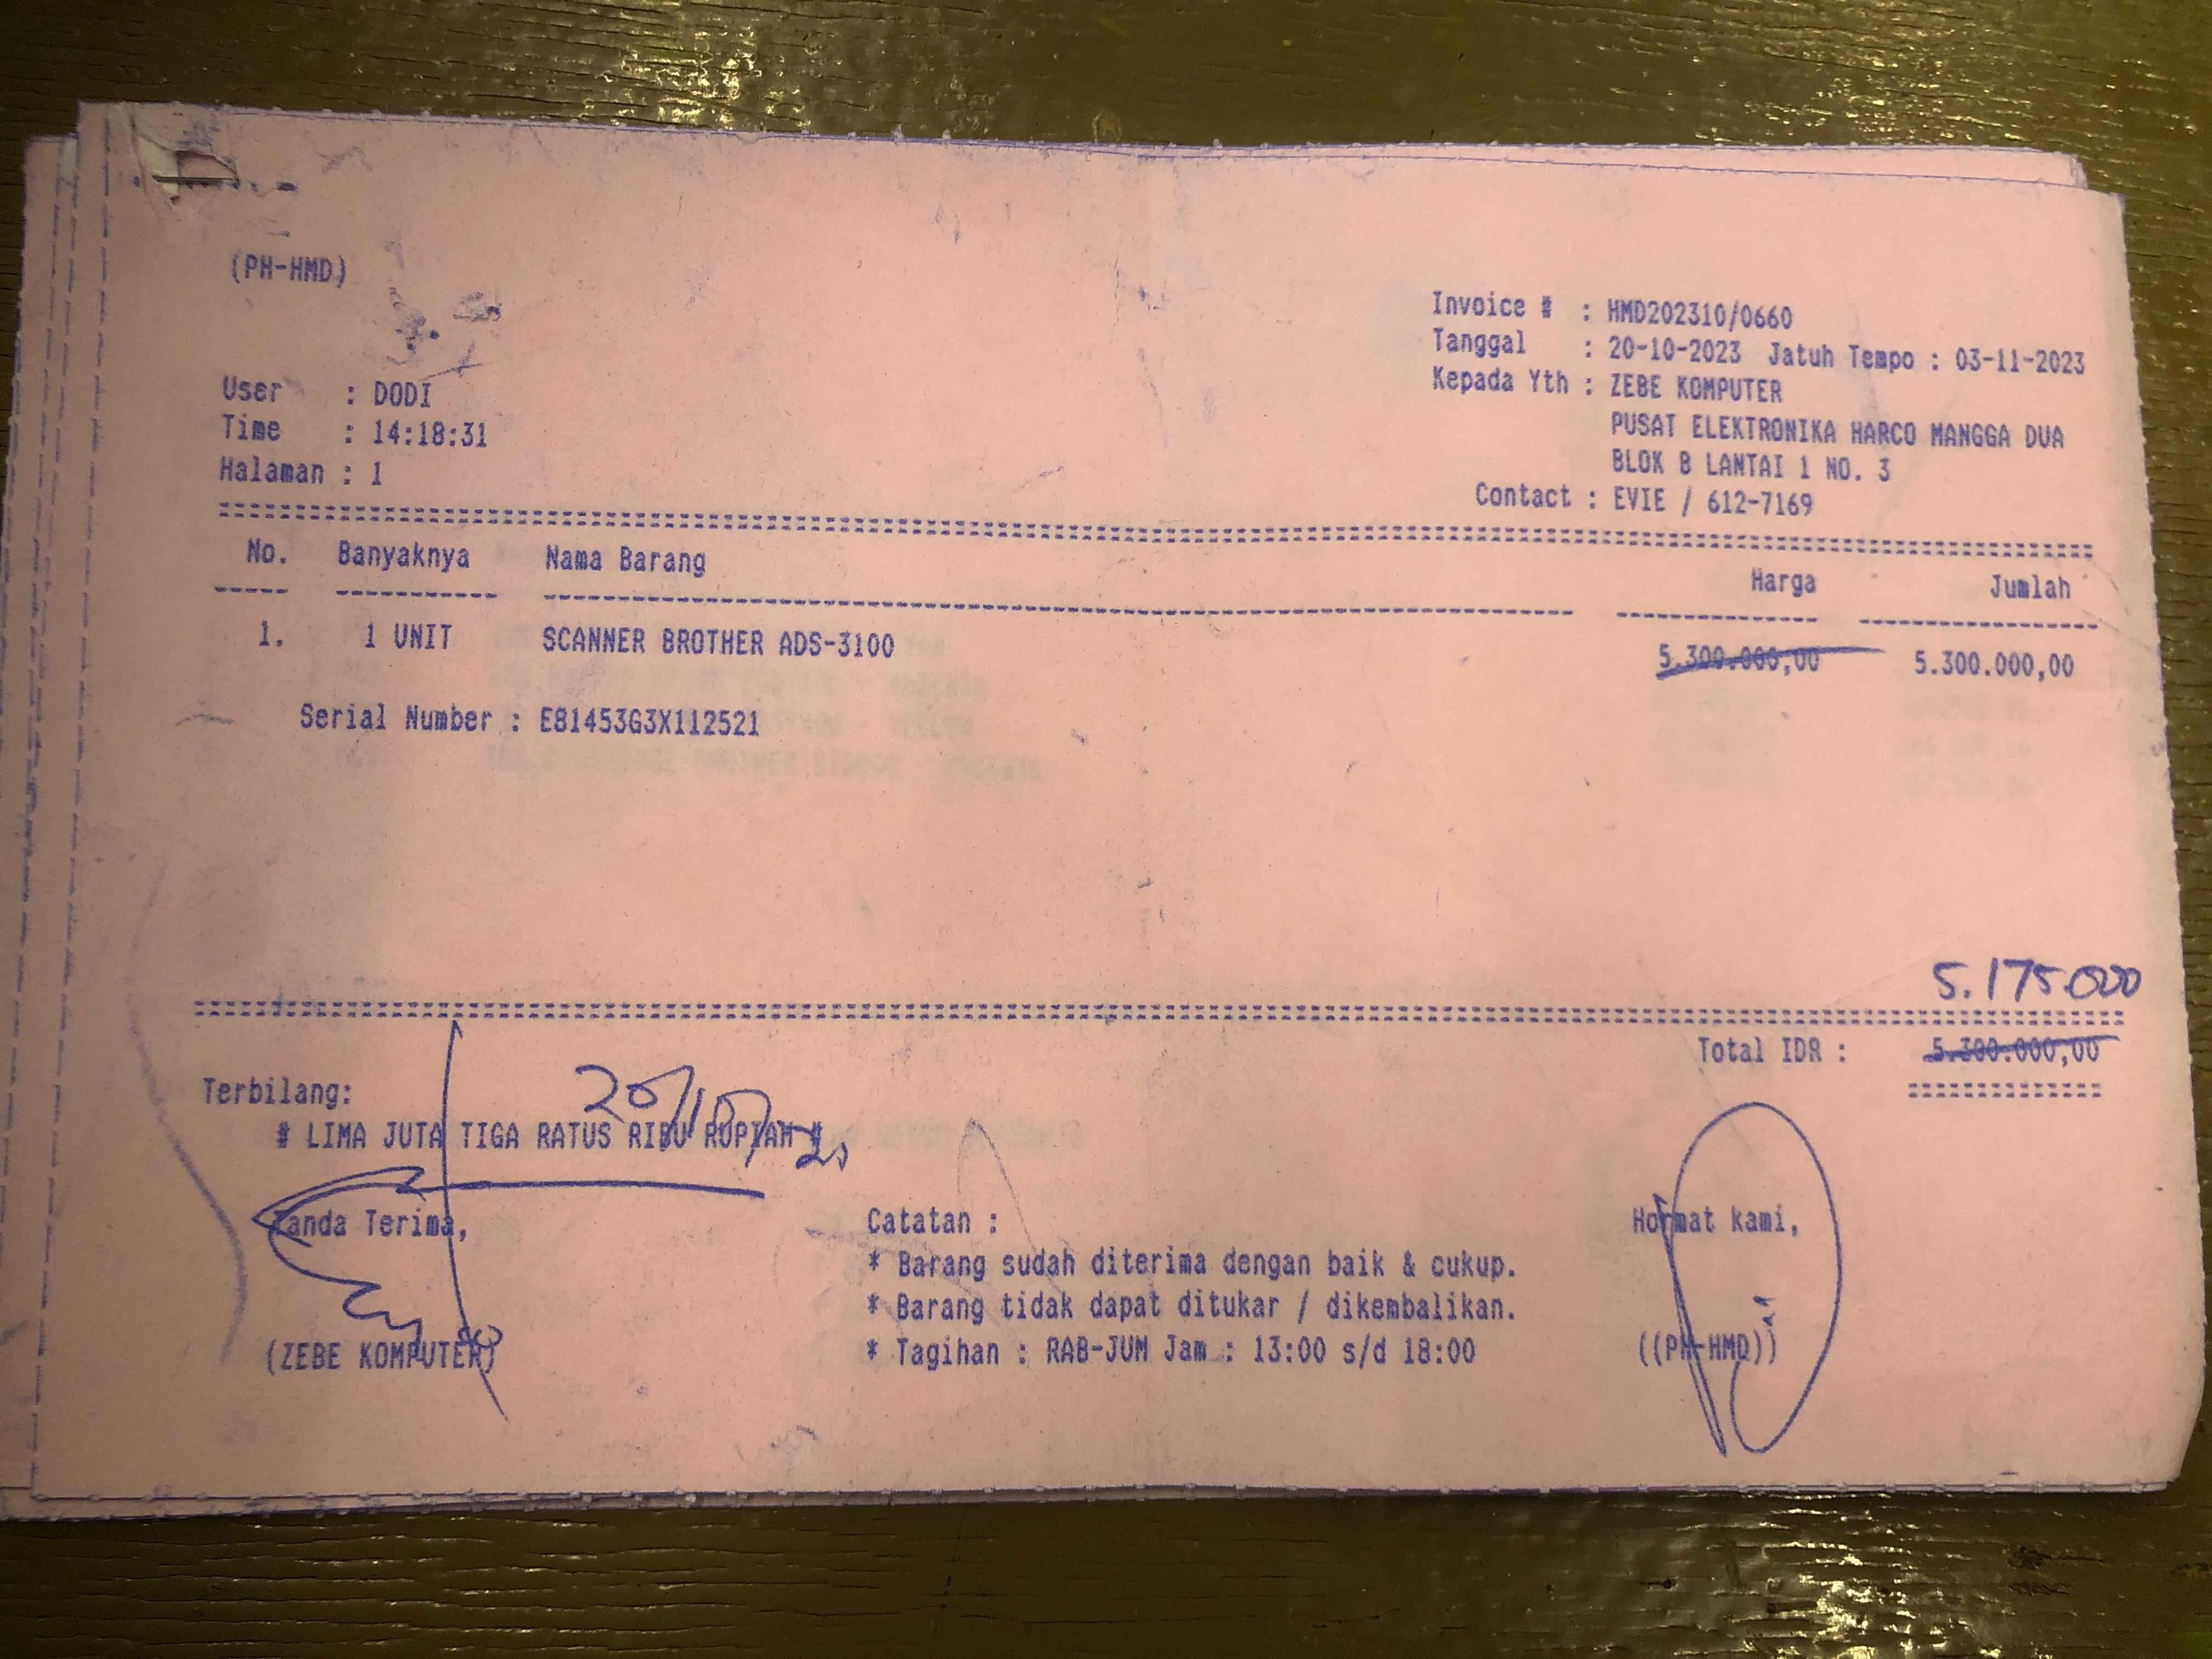 (PH-HMD)
Invoice # : HMD202310/0660
Tanggal : 20-10-2023 Jatuh Tempo : 03-11-2023
Kepada Yth : ZEBE KOMPUTER
PUSAT ELEKTRONIKA HARCO MANGGA DUA
BLOK B LANTAI 1 NO. 3
Contact : EVIE / 612-7169
User : DODI
Time : 14:18:31
Halaman : 1
No. Banyaknya Nama Barang Harga Jumlah
1. 1 UNIT SCANNER BROTHER ADS-3100 5.300.000,00 5.300.000,00
Serial Number : E81453G3X112521
5.175.000
Total IDR : 5.300.000,00
Terbilang:
# LIMA JUTA TIGA RATUS RIBU RUPIAH #
Tanda Terima,
(ZEBE KOMPUTER)
Catatan :
* Barang sudah diterima dengan baik & cukup.
* Barang tidak dapat ditukar / dikembalikan.
* Tagihan : RAB-JUM Jam : 13:00 s/d 18:00
Hormat kami,
((PH-HMD))